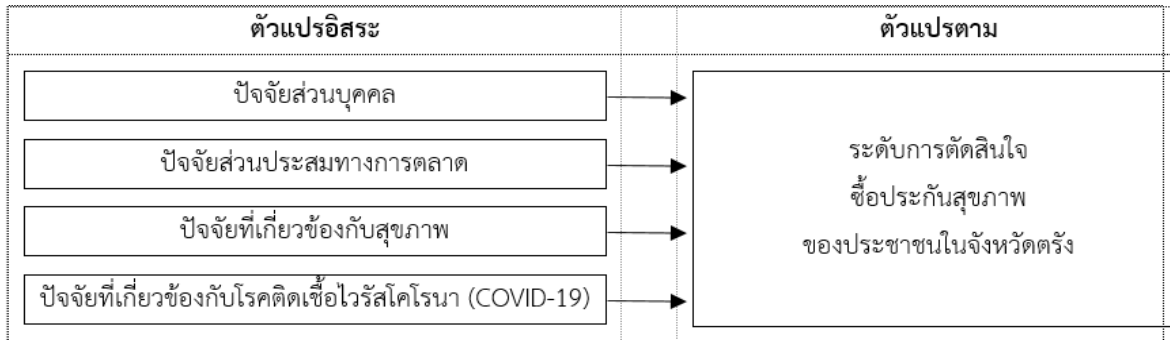 ตัวแปรอิสระ
ตัวแปรตาม
ปัจจัยส่วนบุคคล
ปัจจัยส่วนประสมทางการตลาด
ปัจจัยที่เกี่ยวข้องกับสุขภาพ
ปัจจัยที่เกี่ยวข้องกับโรคติดเชื้อไวรัสโคโรนา (COVID-19)
ระดับการตัดสินใจ
ซื้อประกันสุขภาพ
ของประชาชนในจังหวัดตรัง